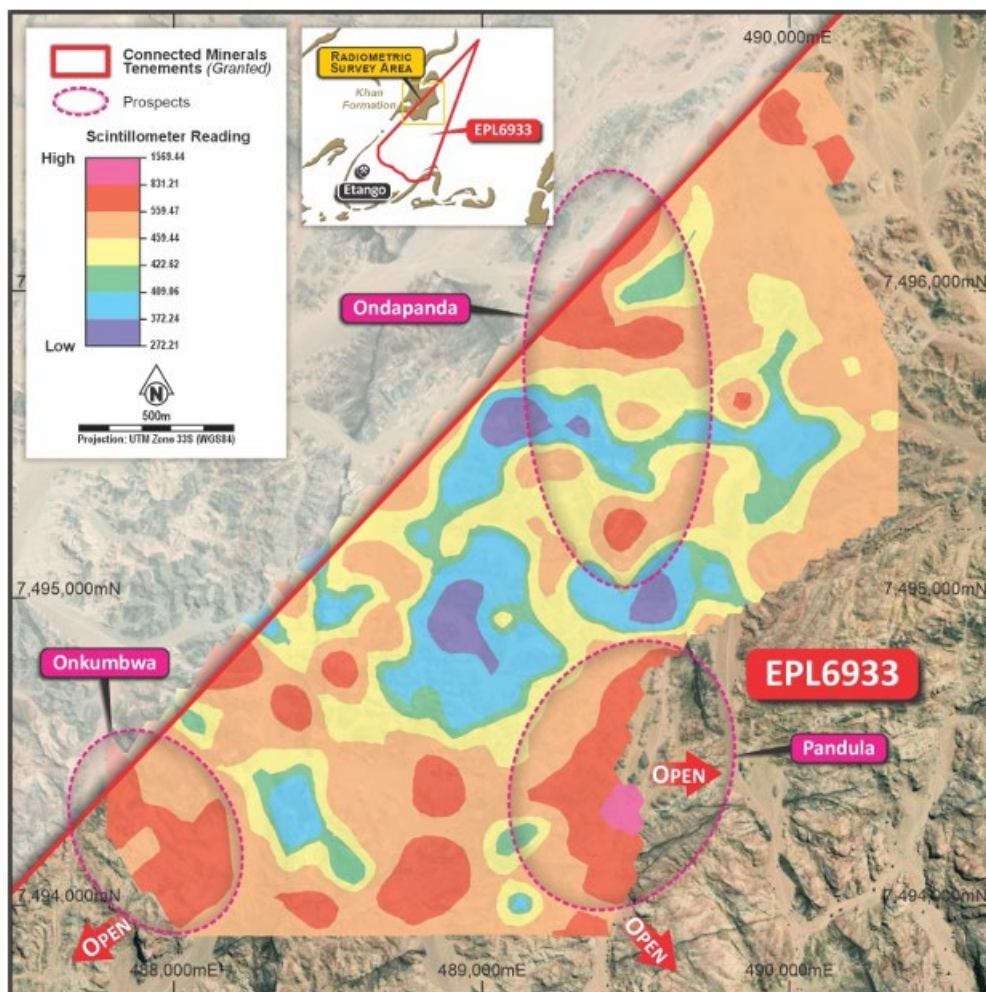 Connected Minerals
Tenements (Granted)
Prospects
Scintillometer Reading
High
1569.44
831.21
559.47
459.44
422.62
409.86
372.24
Low
272.21
N
500m
Projection: UTM Zone 33S (WGS84)
RADIOMETRIC
SURVEY AREA
Khan
Formation
EPL6933
Etango
490,000mE
7,496,000mN
Ondapanda
7,495,000mN
7,495,000mN
Onkumbwa
EPL6933
Pandula
OPEN
7,494,000mN
7,494,000mN
OPEN
OPEN
488,000mE
489,000mE
490,000mE